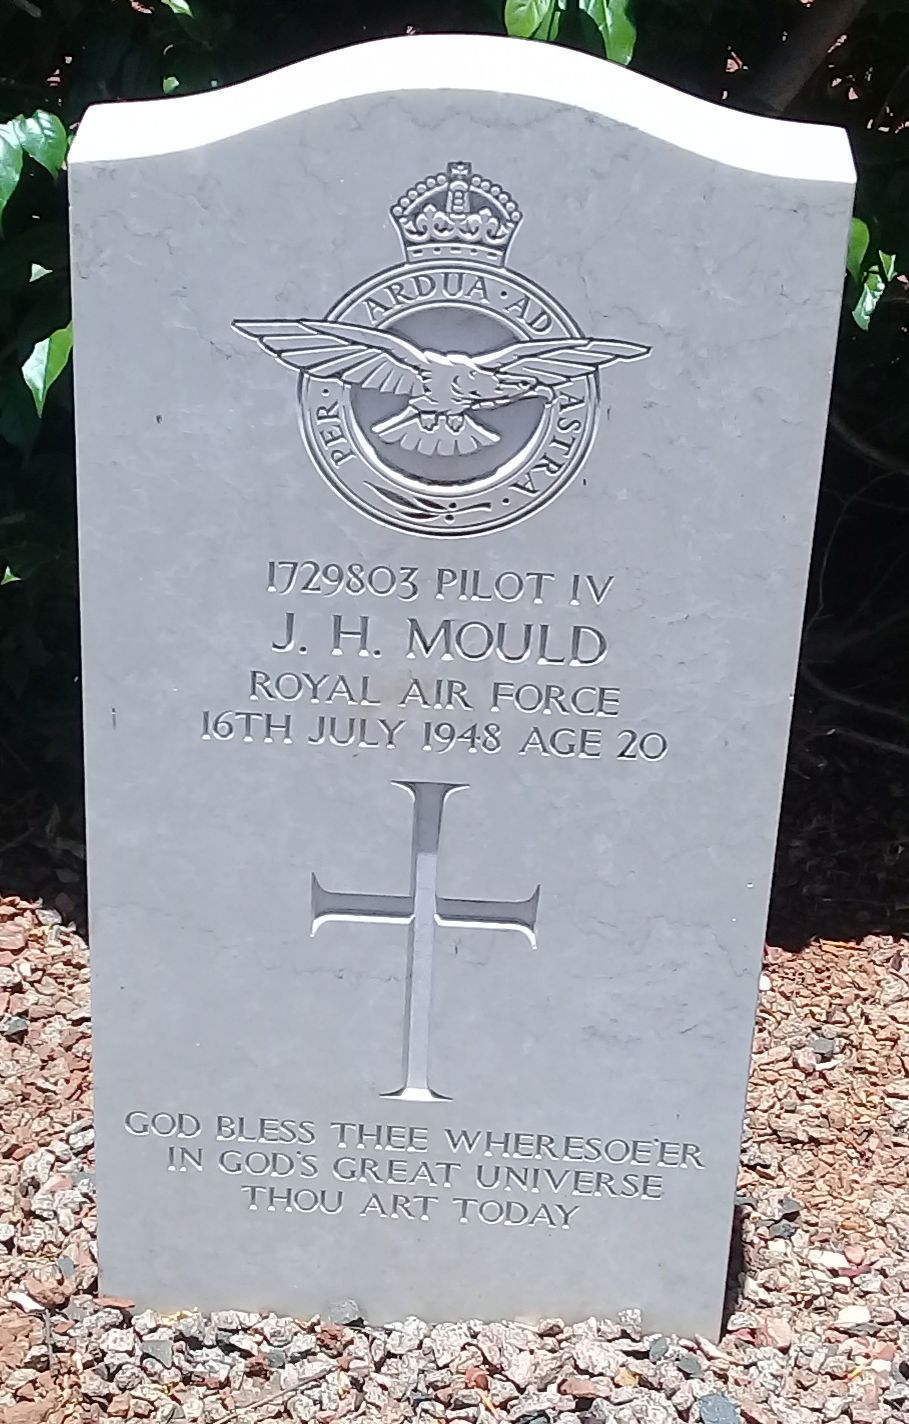 PER · ARDUA · AD · ASTRA
1729803 PILOT IV
J. H. MOULD
ROYAL AIR FORCE
16TH JULY 1948 AGE 20
GOD BLESS THEE WHERESOE'ER
IN GOD'S GREAT UNIVERSE
THOU ART TODAY